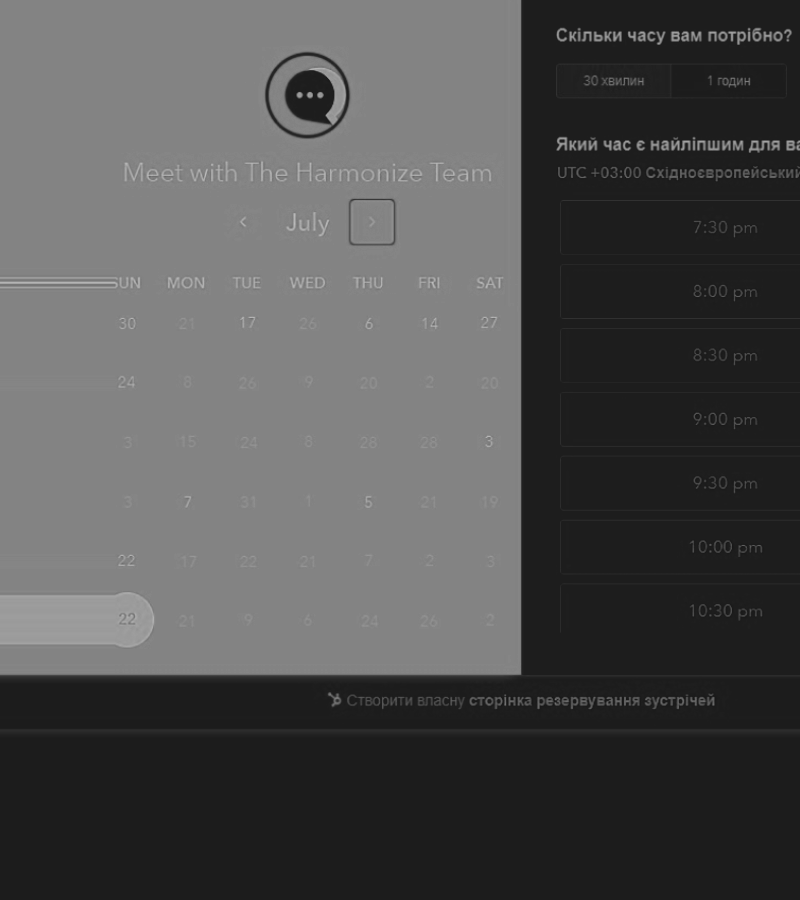 Meet with The Harmonize Team
July
SUN MON TUE WED THU FRI SAT
30 21 17 26 6 14 27
24 8 26 9 20 2 20
3 15 24 8 28 28 3
3 7 31 1 5 21 19
22 17 22 21 7 2 3
22 21 9 6 24 26 2
Скільки часу вам потрібно?
30 хвилин
1 годин
Який час є найліпшим для ва
UTC +03:00 Східноєвропейський
7:30 pm
8:00 pm
8:30 pm
9:00 pm
9:30 pm
10:00 pm
10:30 pm
Створити власну сторінка резервування зустрічей